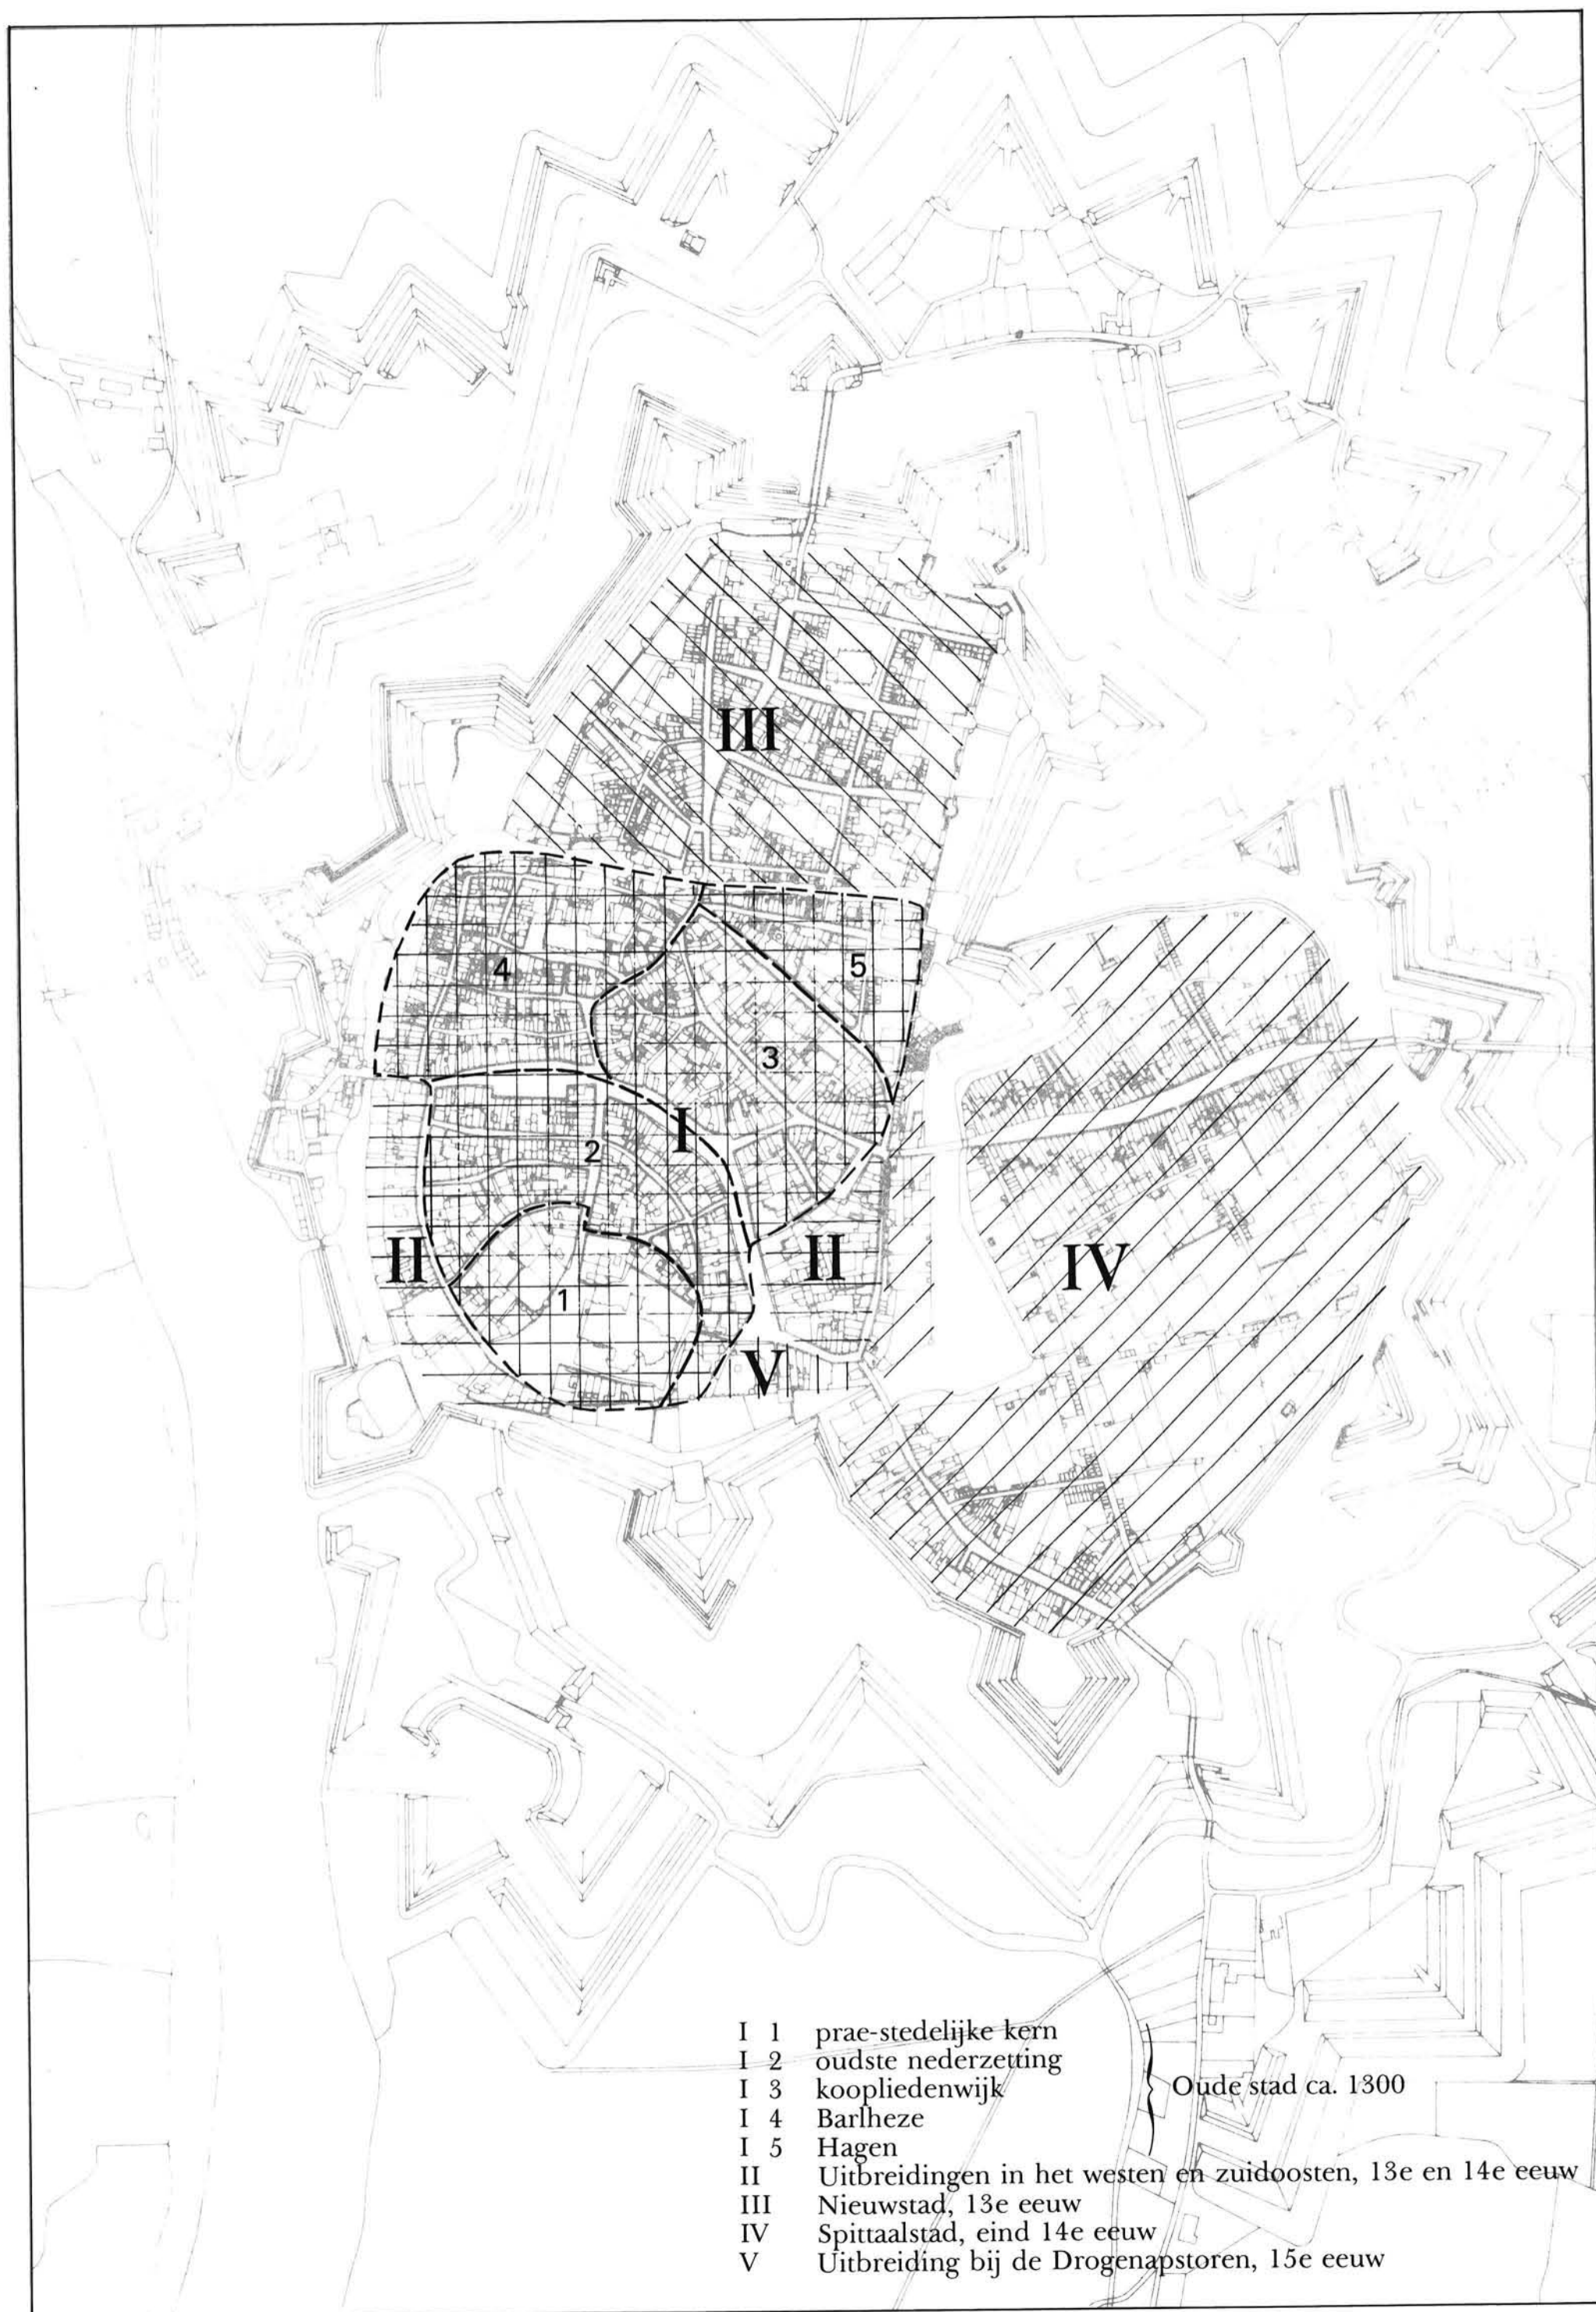 III
4
5
3
I
2
II
II
IV
1
V
I 1 prae-stedelijke kern
I 2 oudste nederzetting
I 3 koopliedenwijk
Oude stad ca. 1300
I 4 Barlheze
I 5 Hagen
II Uitbreidingen in het westen en zuidoosten, 13e en 14e eeuw
III Nieuwstad, 13e eeuw
IV Spittaalstad, eind 14e eeuw
V Uitbreiding bij de Drogenapstoren, 15e eeuw